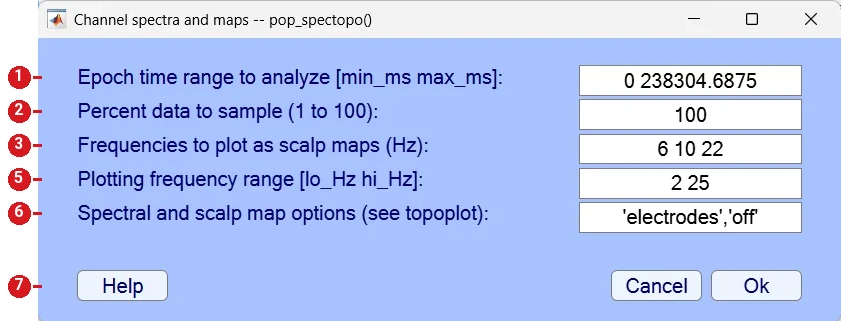 Channel spectra and maps -- pop_spectopo()
1 Epoch time range to analyze [min_ms max_ms]: 0 238304.6875
2 Percent data to sample (1 to 100): 100
3 Frequencies to plot as scalp maps (Hz): 6 10 22
5 Plotting frequency range [lo_Hz hi_Hz]: 2 25
6 Spectral and scalp map options (see topoplot): 'electrodes','off'
7 Help Cancel Ok